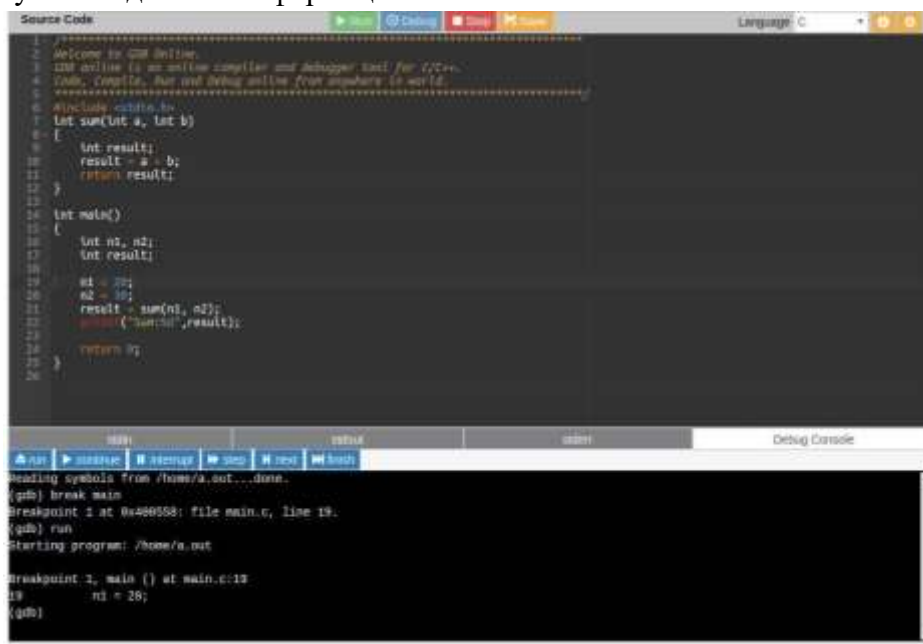 Source Code Run Debug Stop Save Language C
1 /******************************************************************************
2 Welcome to GDB Online.
3 GDB online is an online compiler and debugger tool for C/C++.
4 Code, Compile, Run and Debug online from anywhere in world.
5 *******************************************************************************/
6 #include <stdio.h>
7 int sum(int a, int b)
8 {
9 int result;
10 result = a + b;
11 return result;
12 }
13
14 int main()
15 {
16 int n1, n2;
17 int result;
18
19 n1 = 20;
20 n2 = 30;
21 result = sum(n1, n2);
22 printf("Sum:%d",result);
23
24 return 0;
25 }
26
stdin stdout stderr Debug Console
run continue interrupt step next finish
Reading symbols from /home/a.out...done.
(gdb) break main
Breakpoint 1 at 0x400558: file main.c, line 19.
(gdb) run
Starting program: /home/a.out
Breakpoint 1, main () at main.c:19
19 n1 = 20;
(gdb)